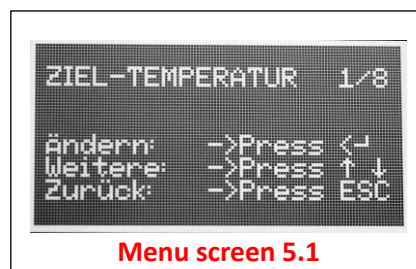 ZIEL-TEMPERATUR 1/8
Ändern: ->Press <┘
Weitere: ->Press ↑ ↓
Zurück: ->Press ESC
Menu screen 5.1